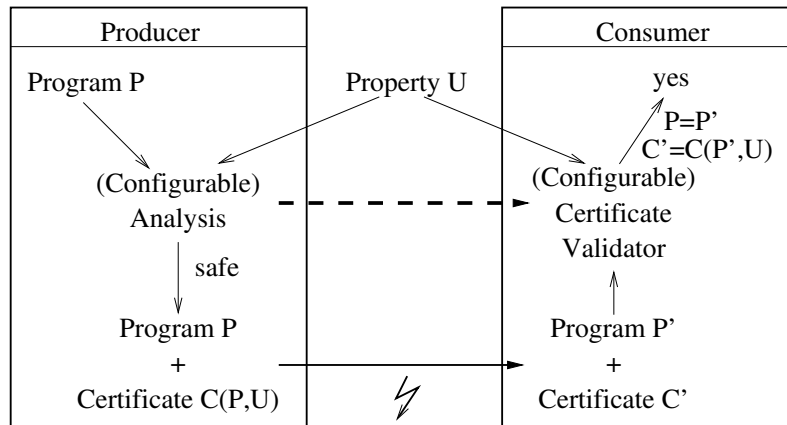 Producer
Consumer
Program P
Property U
yes
P=P'
C'=C(P',U)
(Configurable)
Analysis
(Configurable)
Certificate
Validator
safe
Program P
+
Certificate C(P,U)
Program P'
+
Certificate C'